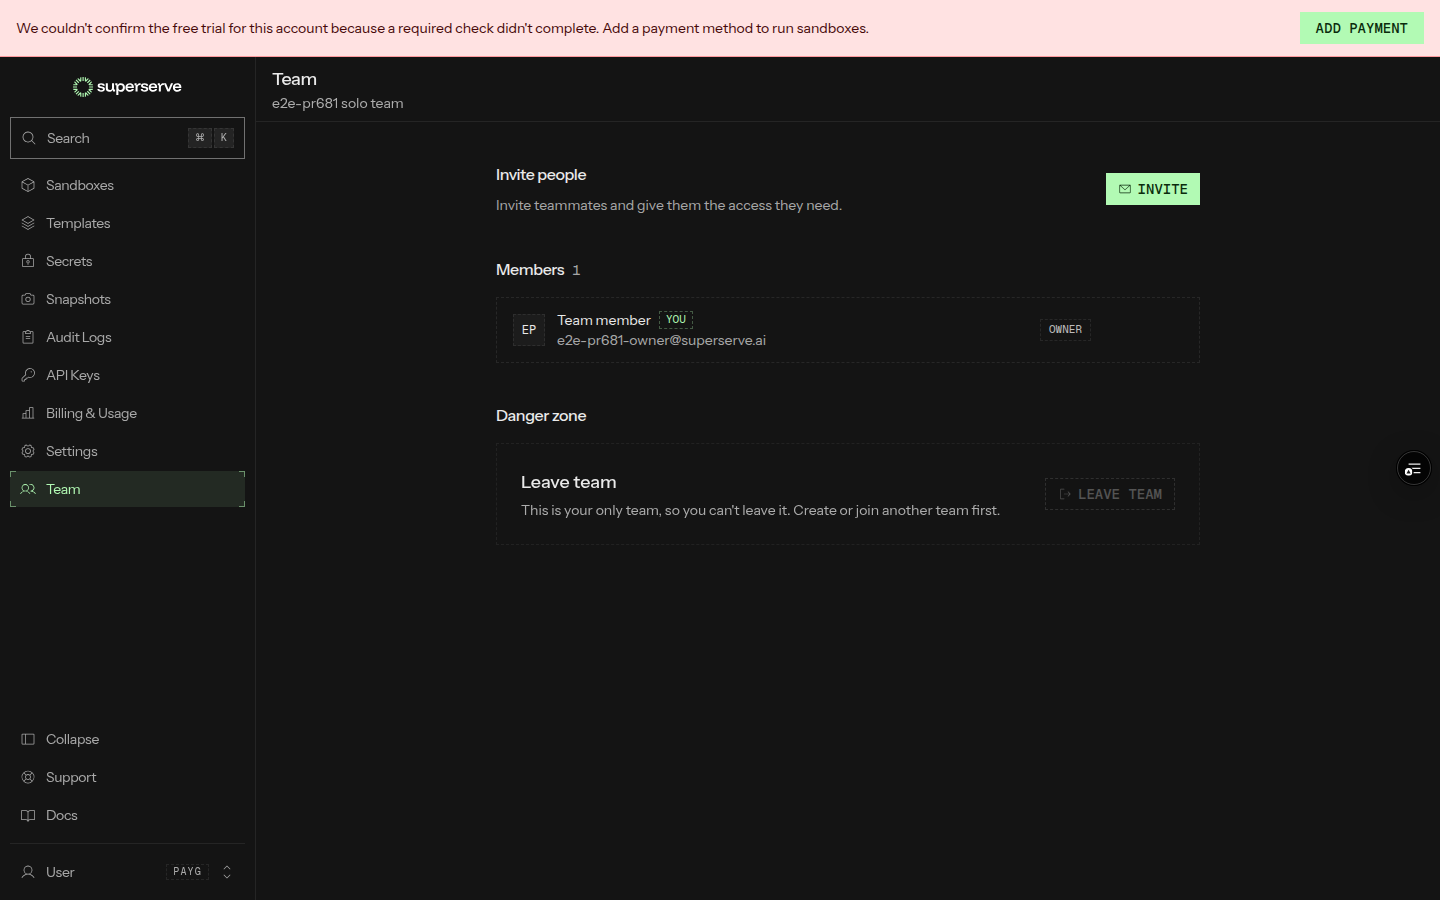 We couldn't confirm the free trial for this account because a required check didn't complete. Add a payment method to run sandboxes.
ADD PAYMENT
superserve
Search
⌘ K
Sandboxes
Templates
Secrets
Snapshots
Audit Logs
API Keys
Billing & Usage
Settings
Team
Collapse
Support
Docs
User
PAYG
Team
e2e-pr681 solo team
Invite people
Invite teammates and give them the access they need.
INVITE
Members 1
EP
Team member YOU
e2e-pr681-owner@superserve.ai
OWNER
Danger zone
Leave team
This is your only team, so you can't leave it. Create or join another team first.
LEAVE TEAM